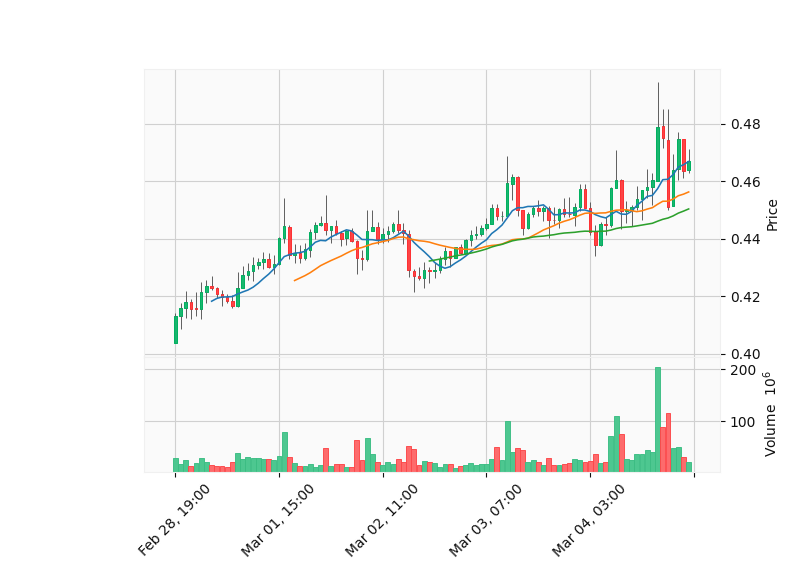 0.48
0.46
0.44
0.42
0.40
Price
200
100
Volume 10^6
Feb 28, 19:00
Mar 01, 15:00
Mar 02, 11:00
Mar 03, 07:00
Mar 04, 03:00